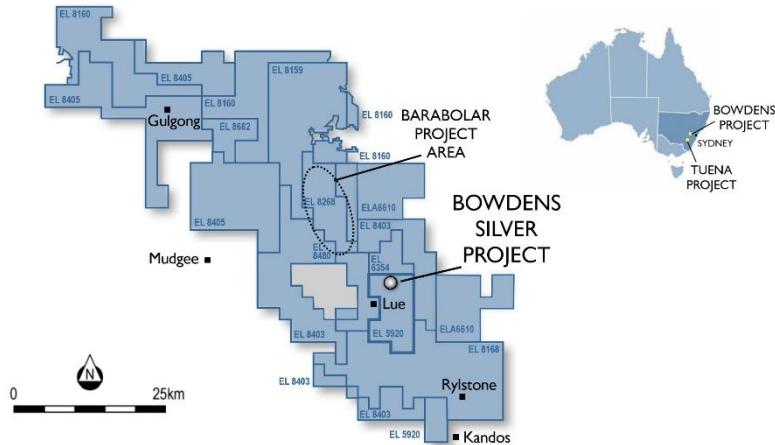 EL 8160
EL 8159
EL 8405
EL 8405
EL 8160
Gulgong
EL 8160
EL 8662
EL 8160
BARABOLAR
PROJECT
AREA
BOWDENS
PROJECT
SYDNEY
TUENA
PROJECT
EL 8268
ELA6610
BOWDENS
SILVER
PROJECT
EL 8405
EL 8403
EL
8480
EL
6354
Mudgee
Lue
EL 8403
EL 5920
ELA6610
EL 8168
N
0
25km
EL 8403
Rylstone
EL 8403
EL 5920
Kandos